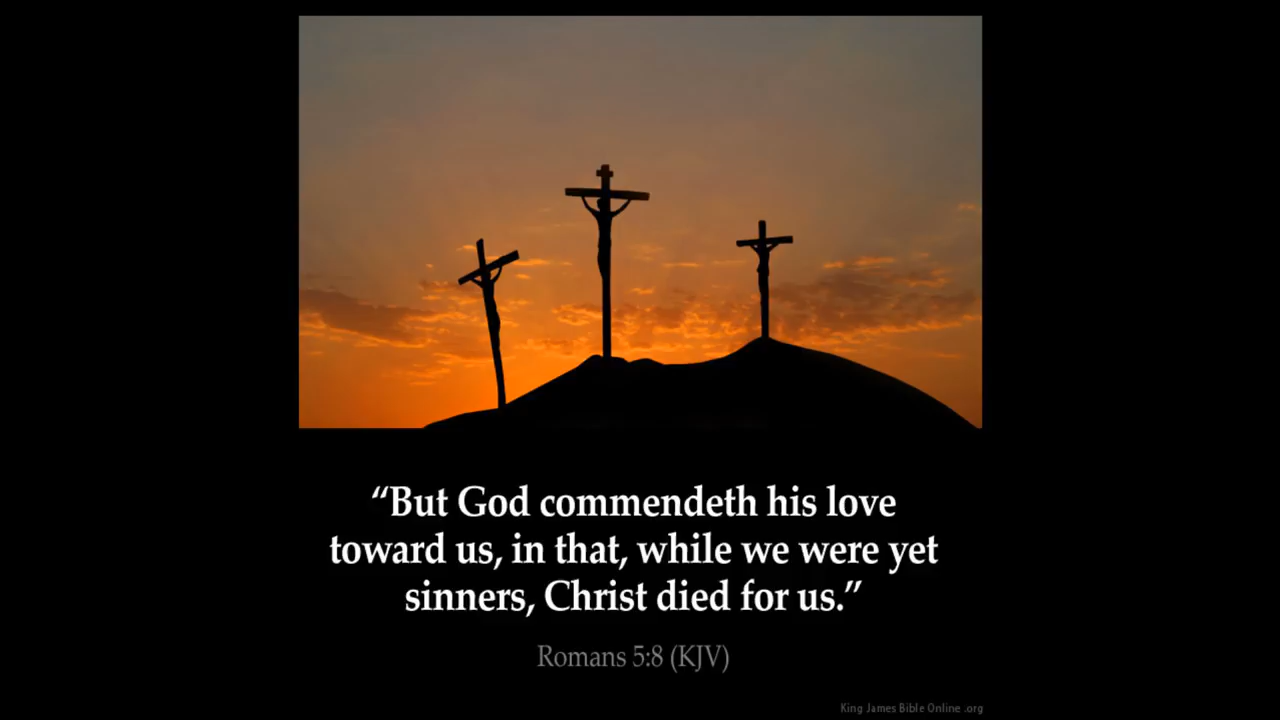 “But God commendeth his love
toward us, in that, while we were yet
sinners, Christ died for us.”
Romans 5:8 (KJV)
King James Bible Online .org